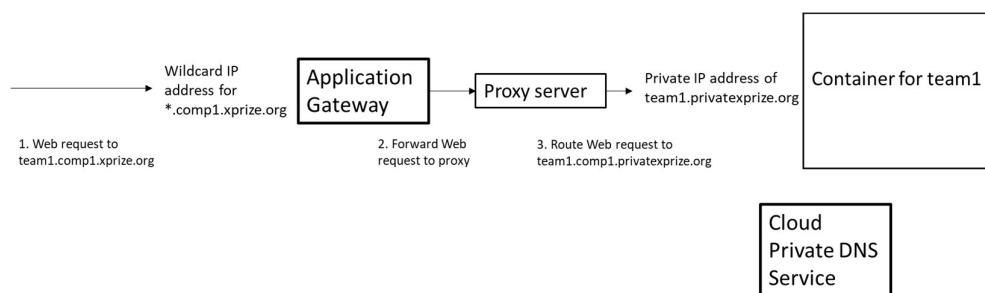 Wildcard IP
address for
*.comp1.xprize.org
Application
Gateway
Proxy server
Private IP address of
team1.privatexprize.org
Container for team1
1. Web request to
team1.comp1.xprize.org
2. Forward Web
request to proxy
3. Route Web request to
team1.comp1.privatexprize.org
Cloud
Private DNS
Service